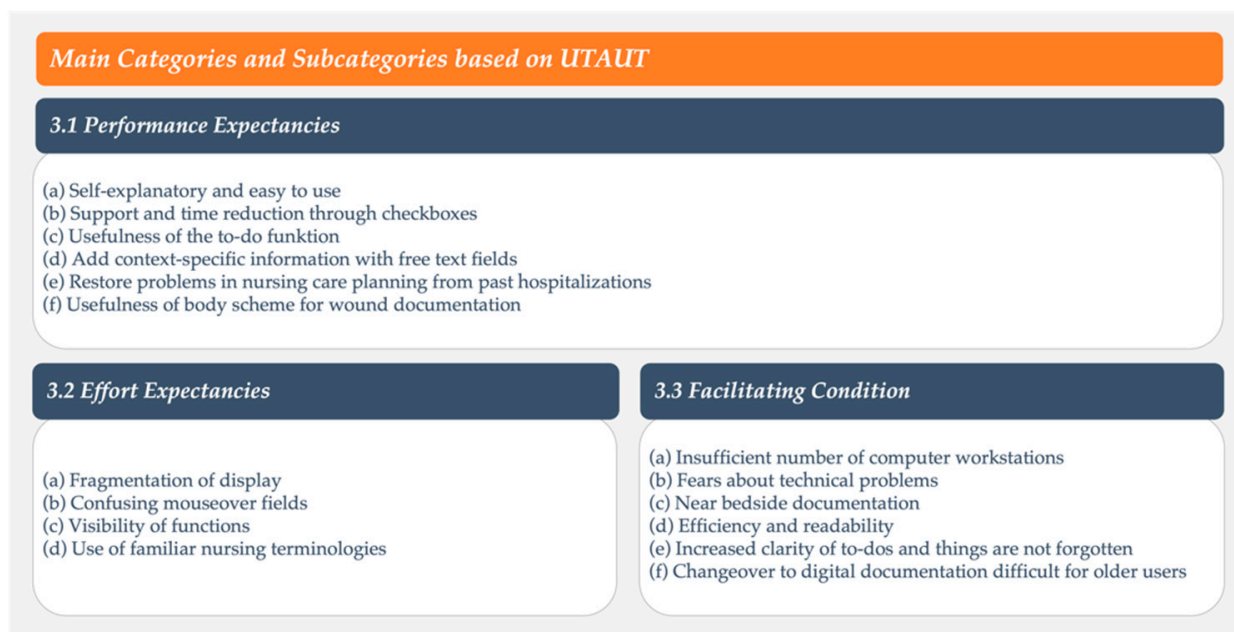 Main Categories and Subcategories based on UTAUT
3.1 Performance Expectancies
(a) Self-explanatory and easy to use
(b) Support and time reduction through checkboxes
(c) Usefulness of the to-do funktion
(d) Add context-specific information with free text fields
(e) Restore problems in nursing care planning from past hospitalizations
(f) Usefulness of body scheme for wound documentation
3.2 Effort Expectancies
(a) Fragmentation of display
(b) Confusing mouseover fields
(c) Visibility of functions
(d) Use of familiar nursing terminologies
3.3 Facilitating Condition
(a) Insufficient number of computer workstations
(b) Fears about technical problems
(c) Near bedside documentation
(d) Efficiency and readability
(e) Increased clarity of to-dos and things are not forgotten
(f) Changeover to digital documentation difficult for older users